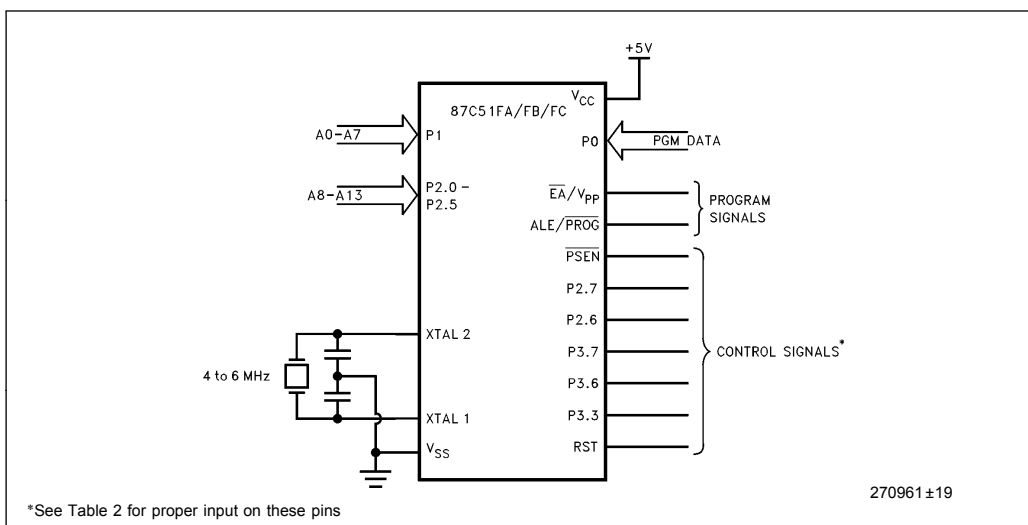 +5V
87C51FA/FB/FC
VCC
A0-A7
P1
P0
PGM DATA
A8-A13
P2.0 -
P2.5
EA/VPP
ALE/PROG
PROGRAM
SIGNALS
PSEN
P2.7
P2.6
XTAL 2
P3.7
CONTROL SIGNALS*
4 to 6 MHz
P3.6
XTAL 1
P3.3
VSS
RST
270961±19
*See Table 2 for proper input on these pins